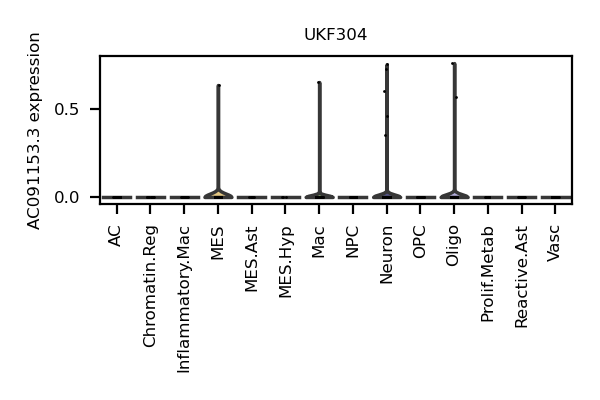 UKF304
AC091153.3 expression
0.5
0.0
AC
Chromatin.Reg
Inflammatory.Mac
MES
MES.Ast
MES.Hyp
Mac
NPC
Neuron
OPC
Oligo
Prolif.Metab
Reactive.Ast
Vasc